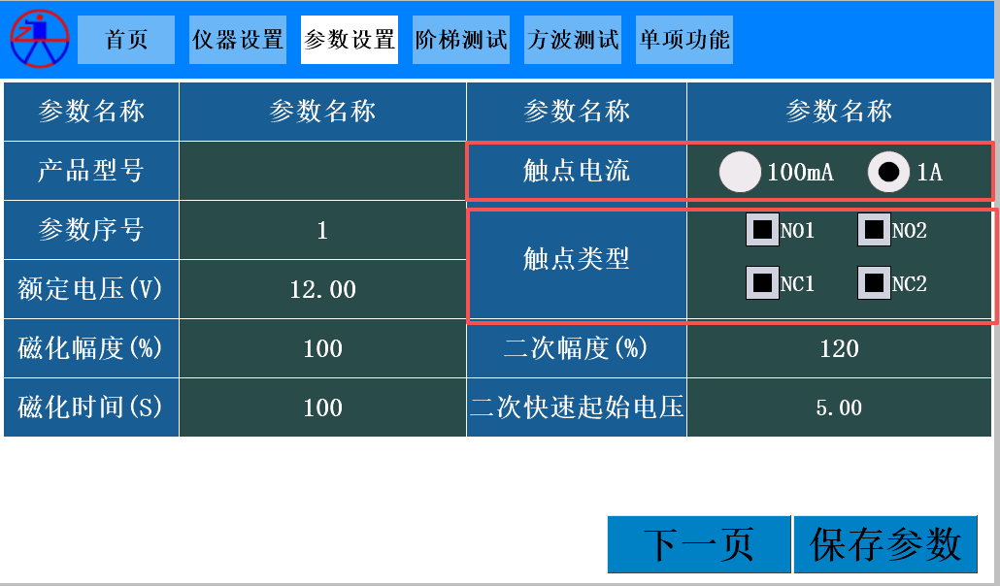 首页 仪器设置 参数设置 阶梯测试 方波测试 单项功能
参数名称 参数名称 参数名称 参数名称
产品型号 触点电流 100mA 1A
参数序号 1 触点类型 NO1 NO2
额定电压(V) 12.00 NC1 NC2
磁化幅度(%) 100 二次幅度(%) 120
磁化时间(S) 100 二次快速起始电压 5.00
下一页 保存参数